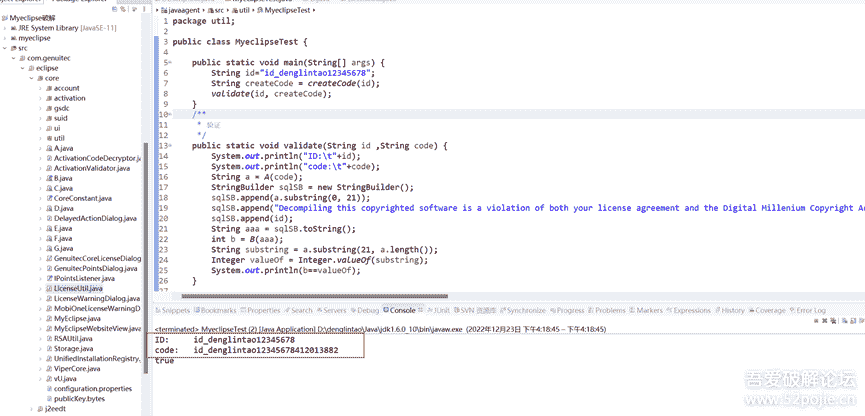 Myeclipse破解
JRE System Library [JavaSE-11]
myeclipse
src
com.genuitec
eclipse
core
account
activation
gsdc
suid
ui
util
A.java
ActivationCodeDecryptor.ja
ActivationValidator.java
B.java
C.java
CoreConstant.java
D.java
DelayedActionDialog.java
E.java
F.java
G.java
GenuitecCoreLicenseDialog
GenuitecPointsDialog.java
IPointsListener.java
LicenseUtil.java
LicenseWarningDialog.java
MobiOneLicenseWarningD
MyEclipse.java
MyEclipseWebsiteView.java
RSAUtil.java
Storage.java
UnifiedInstallationRegistry.
ViperCore.java
vU.java
configuration.properties
publicKey.bytes
j2eedt
javaagent src util MyeclipseTest
1 package util;
2
3 public class MyeclipseTest {
4
5 public static void main(String[] args) {
6 String id="id_denglintao12345678";
7 String createCode = createCode(id);
8 validate(id, createCode);
9 }
10 /**
11 * 验证
12 */
13 public static void validate(String id ,String code) {
14 System.out.println("ID:\t"+id);
15 System.out.println("code:\t"+code);
16 String a = A(code);
17 StringBuilder sqlSB = new StringBuilder();
18 sqlSB.append(a.substring(0, 21));
19 sqlSB.append("Decompiling this copyrighted software is a violation of both your license agreement and the Digital Millenium Copyright Ac
20 sqlSB.append(id);
21 String aaa = sqlSB.toString();
22 int b = B(aaa);
23 String substring = a.substring(21, a.length());
24 Integer valueOf = Integer.valueOf(substring);
25 System.out.println(b==valueOf);
26 }
Snippets Bookmarks Properties Search Servers Debug Console JUnit SVN 资源库 Synchronize Progress Problems Markers Expressions History Coverage Error Log
<terminated> MyeclipseTest (2) [Java Application] D:\denglintao\Java\jdk1.6.0_10\bin\javaw.exe (2022年12月23日 下午4:18:45 – 下午4:18:45)
ID: id_denglintao12345678
code: id_denglintao12345678412013882
true
吾爱破解论坛
www.52pojie.cn